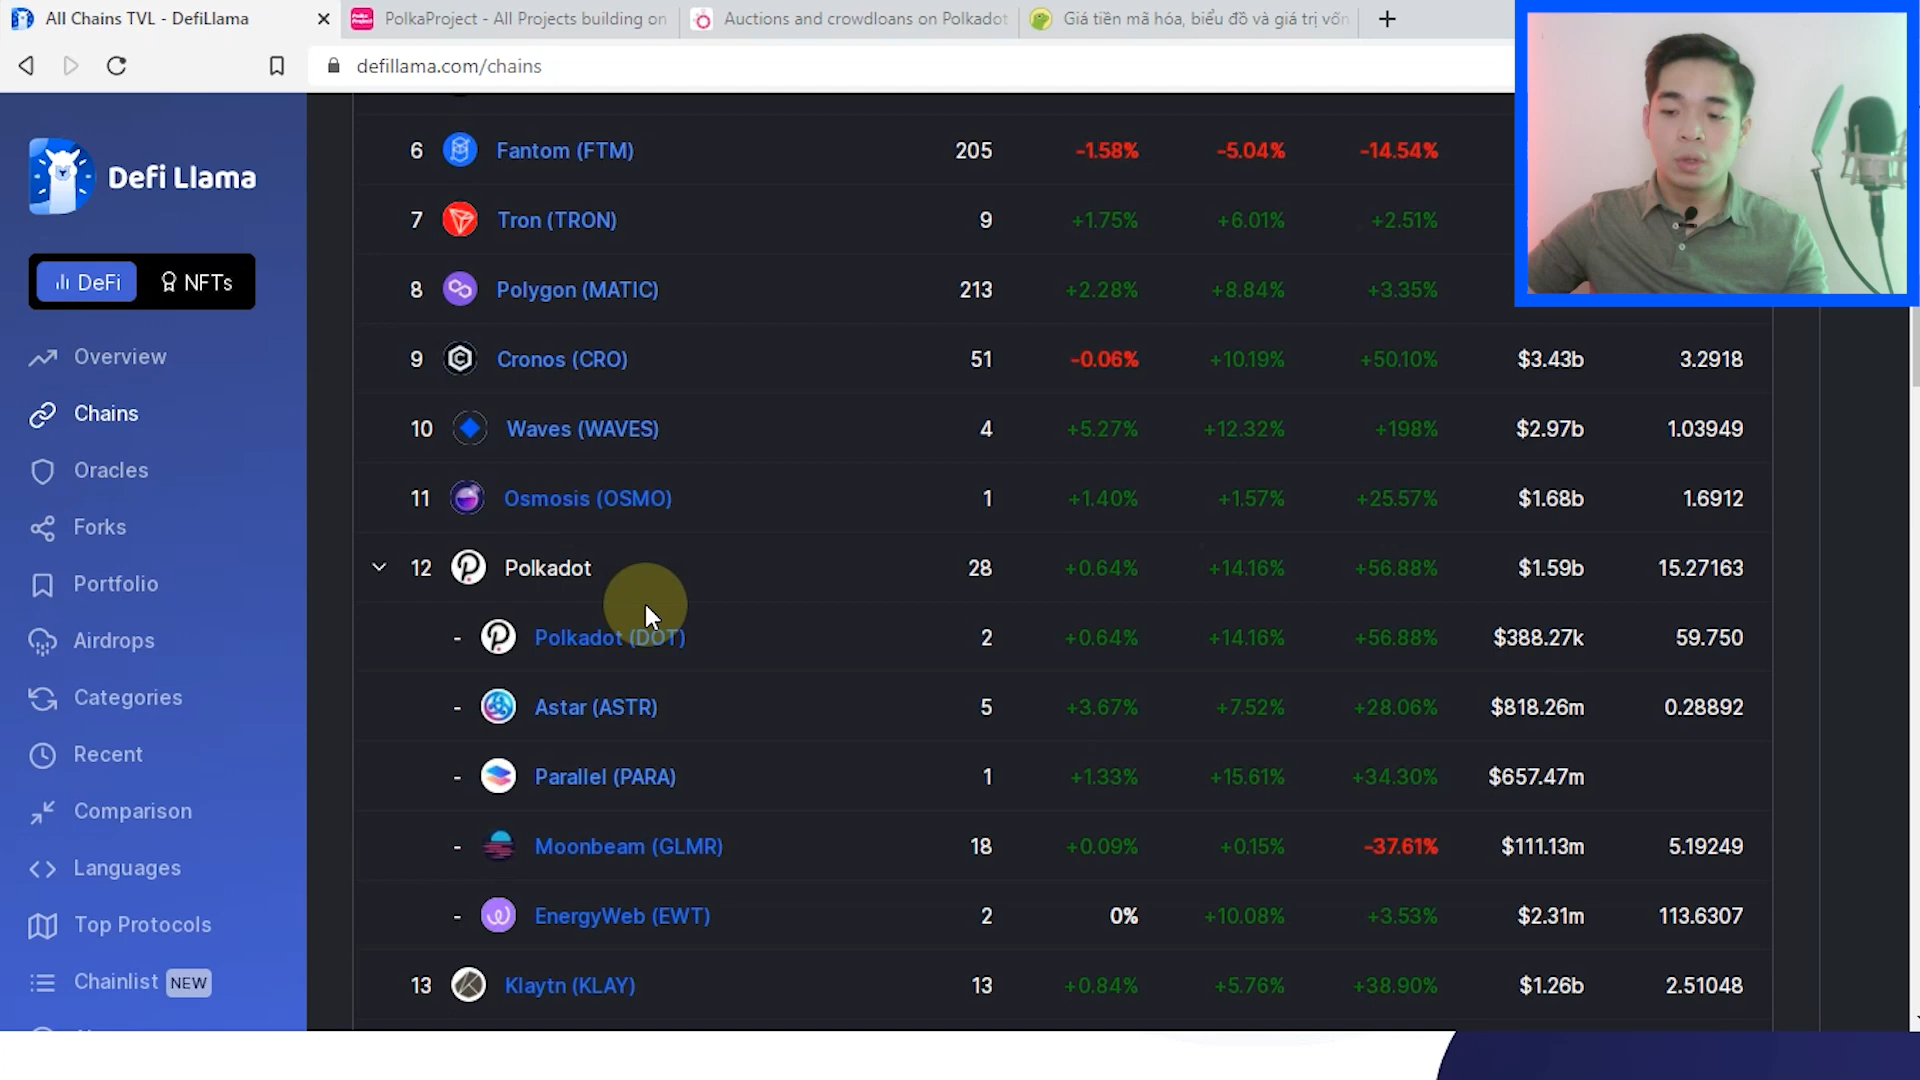 All Chains TVL - DefiLlama
PolkaProject - All Projects building on
Auctions and crowdloans on Polkadot
Giá tiền mã hóa, biểu đồ và giá trị vốn
defillama.com/chains
Defi Llama
DeFi
NFTs
Overview
Chains
Oracles
Forks
Portfolio
Airdrops
Categories
Recent
Comparison
Languages
Top Protocols
Chainlist NEW
6 Fantom (FTM) 205 -1.58% -5.04% -14.54%
7 Tron (TRON) 9 +1.75% +6.01% +2.51%
8 Polygon (MATIC) 213 +2.28% +8.84% +3.35%
9 Cronos (CRO) 51 -0.06% +10.19% +50.10% $3.43b 3.2918
10 Waves (WAVES) 4 +5.27% +12.32% +198% $2.97b 1.03949
11 Osmosis (OSMO) 1 +1.40% +1.57% +25.57% $1.68b 1.6912
12 Polkadot 28 +0.64% +14.16% +56.88% $1.59b 15.27163
- Polkadot (DOT) 2 +0.64% +14.16% +56.88% $388.27k 59.750
- Astar (ASTR) 5 +3.67% +7.52% +28.06% $818.26m 0.28892
- Parallel (PARA) 1 +1.33% +15.61% +34.30% $657.47m
- Moonbeam (GLMR) 18 +0.09% +0.15% -37.61% $111.13m 5.19249
- EnergyWeb (EWT) 2 0% +10.08% +3.53% $2.31m 113.6307
13 Klaytn (KLAY) 13 +0.84% +5.76% +38.90% $1.26b 2.51048